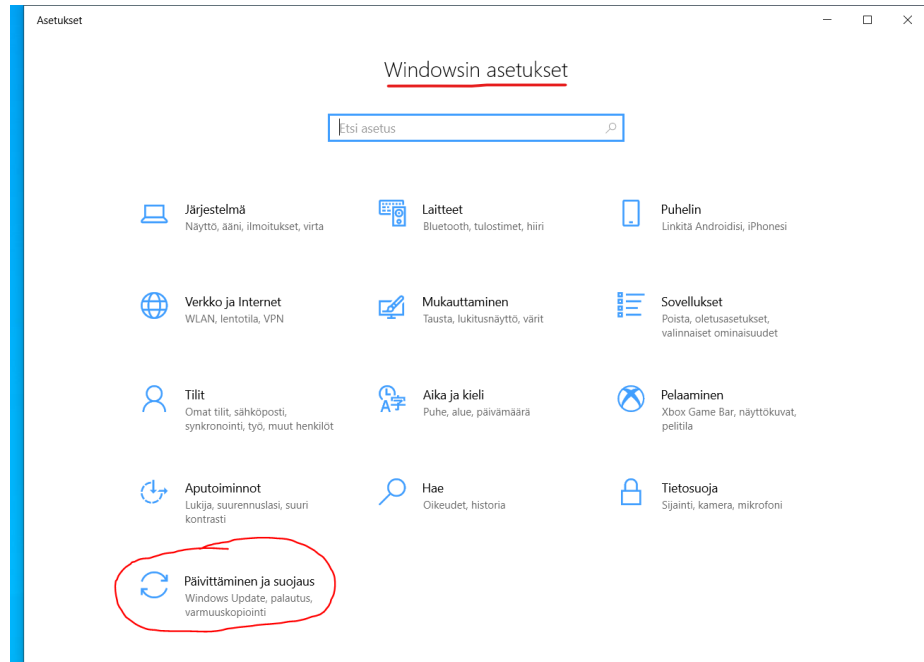 Asetukset
Windowsin asetukset
Etsi asetus
Järjestelmä
Näyttö, ääni, ilmoitukset, virta
Laitteet
Bluetooth, tulostimet, hiiri
Puhelin
Linkitä Androidisi, iPhonesi
Verkko ja Internet
WLAN, lentotila, VPN
Mukauttaminen
Tausta, lukitusnäyttö, värit
Sovellukset
Poista, oletusasetukset,
valinnaiset ominaisuudet
Tilit
Omat tilit, sähköposti,
synkronointi, työ, muut henkilöt
Aika ja kieli
Puhe, alue, päivämäärä
Pelaaminen
Xbox Game Bar, näyttökuvat,
pelitila
Aputoiminnot
Lukija, suurennuslasi, suuri
kontrasti
Hae
Oikeudet, historia
Tietosuoja
Sijainti, kamera, mikrofoni
Päivittäminen ja suojaus
Windows Update, palautus,
varmuuskopiointi